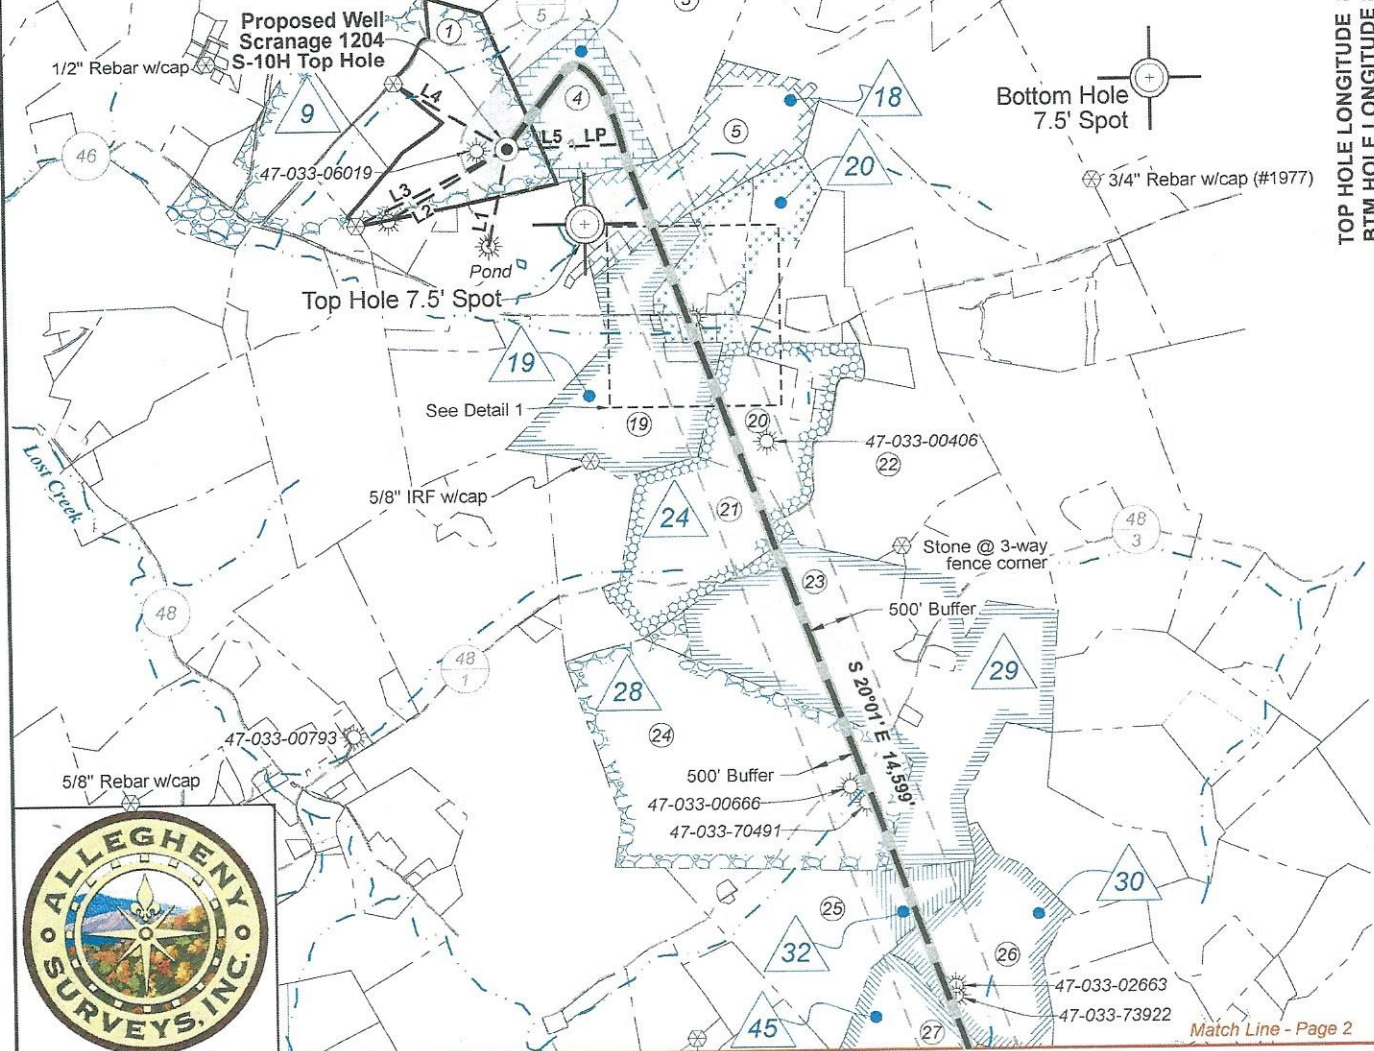 Proposed Well
Scranage 1204
S-10H Top Hole
1/2" Rebar w/cap
1
5
9
L4
4
L5
LP
18
5
Bottom Hole
7.5' Spot
TOP HOLE LONGITUDE
BTM HOLE LONGITUDE
46
47-033-06019
20
3/4" Rebar w/cap (#1977)
L3
L2
L1
Pond
Top Hole 7.5' Spot
19
See Detail 1
19
20
47-033-00406
22
Lost Creek
5/8" IRF w/cap
24
21
48
3
Stone @ 3-way
fence corner
23
500' Buffer
48
48
1
28
29
S 20°01' E 14,599'
24
47-033-00793
5/8" Rebar w/cap
500' Buffer
47-033-00666
47-033-70491
ALLEGHENY
SURVEYS, INC.
30
25
32
26
47-033-02663
47-033-73922
45
27
Match Line - Page 2